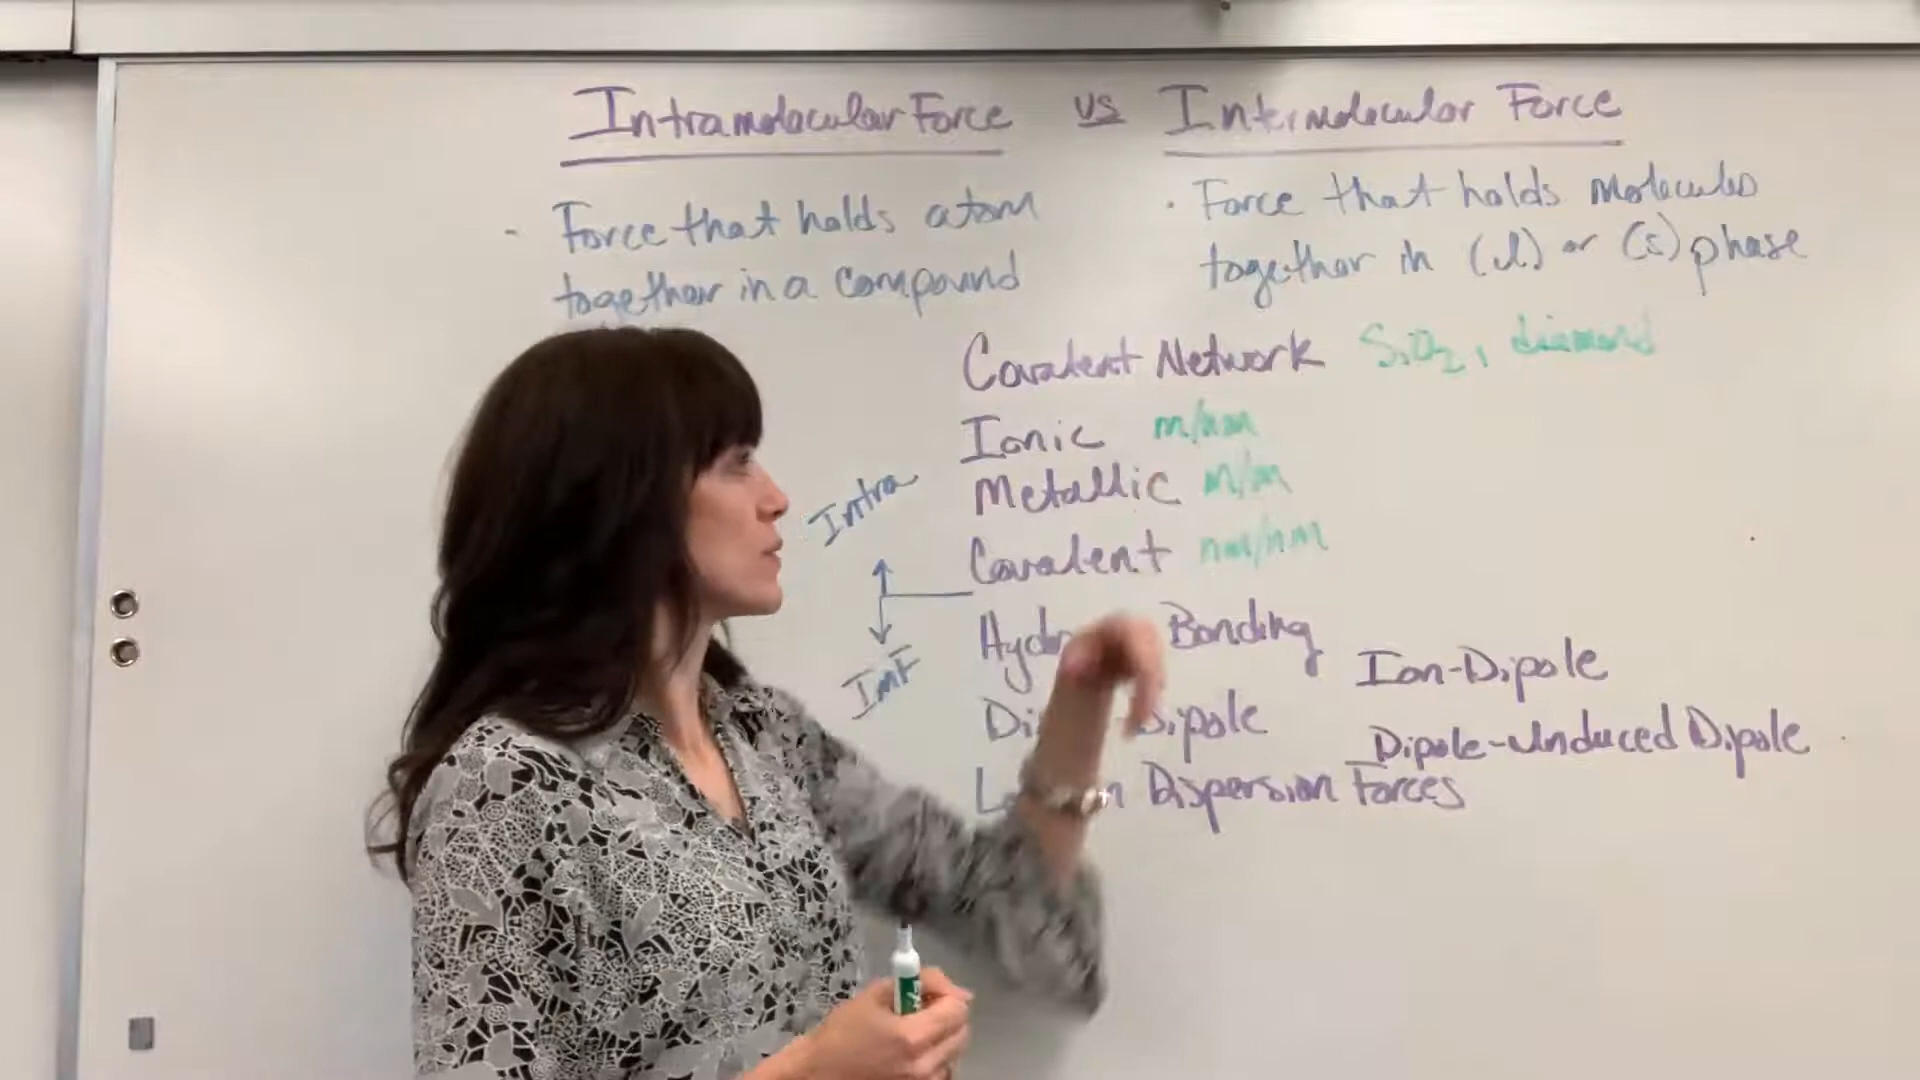 Intramolecular Force vs Intermolecular Force
- Force that holds atom
together in a compound
· Force that holds molecules
together in (l) or (s) phase
Covalent Network SiO2, diamond
Ionic m/nm
Metallic m/m
Covalent nm/nm
Intra
IMF
Bonding
Ion-Dipole
Dipole
Dipole-Induced Dipole
Dispersion Forces